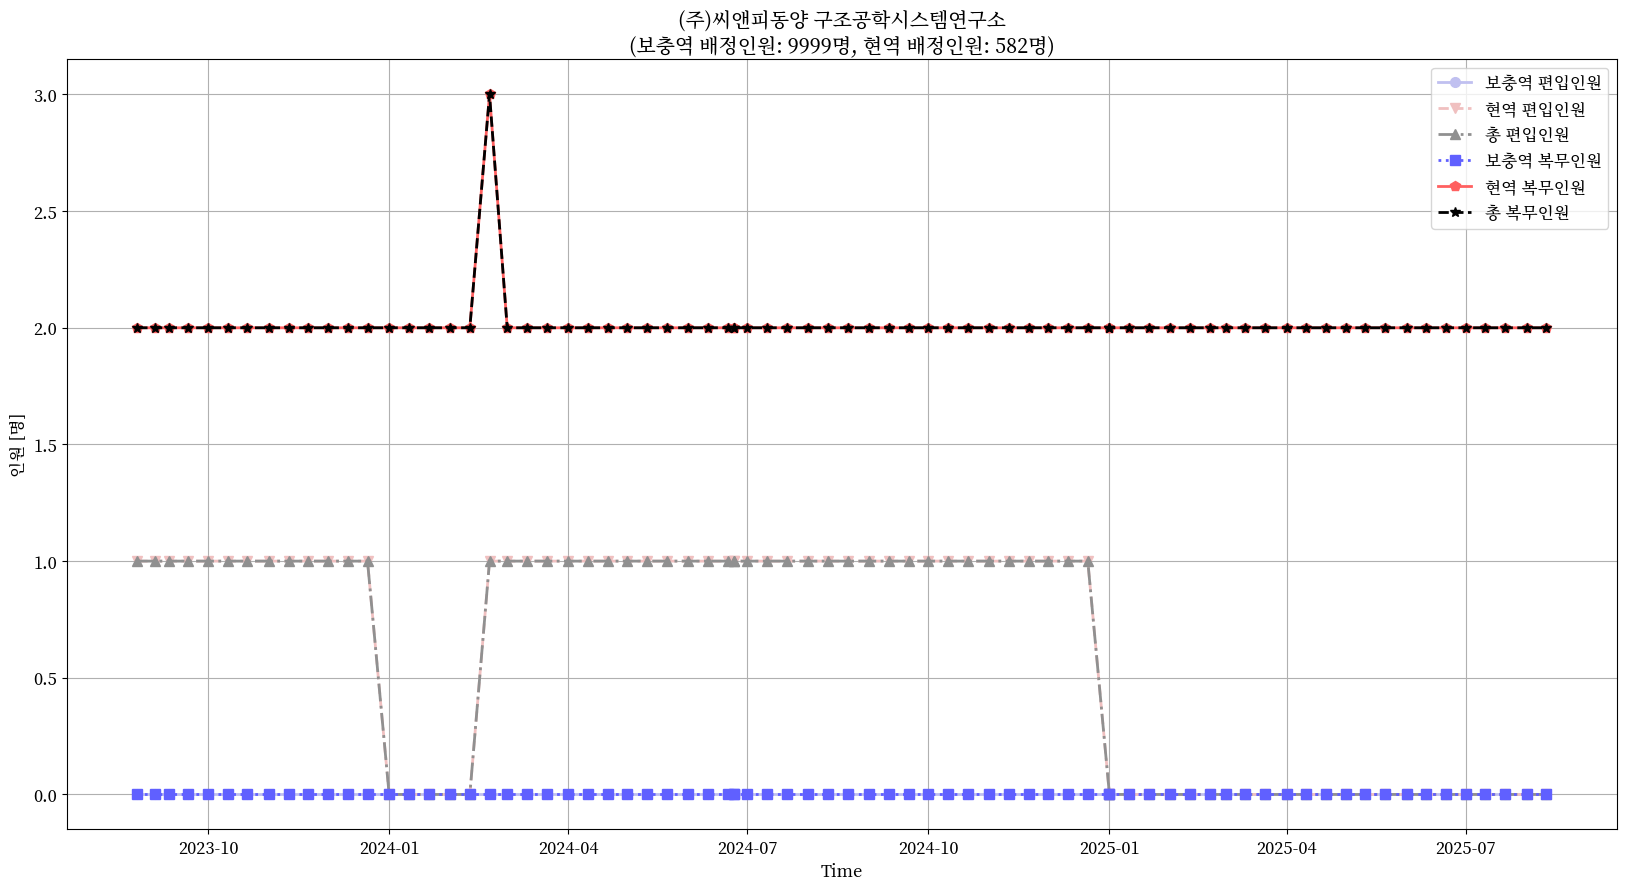 (주)씨앤피동양 구조공학시스템연구소
(보충역 배정인원: 9999명, 현역 배정인원: 582명)
보충역 편입인원
현역 편입인원
총 편입인원
보충역 복무인원
현역 복무인원
총 복무인원
3.0
2.5
2.0
1.5
1.0
0.5
0.0
인원 [명]
2023-10
2024-01
2024-04
2024-07
2024-10
2025-01
2025-04
2025-07
Time